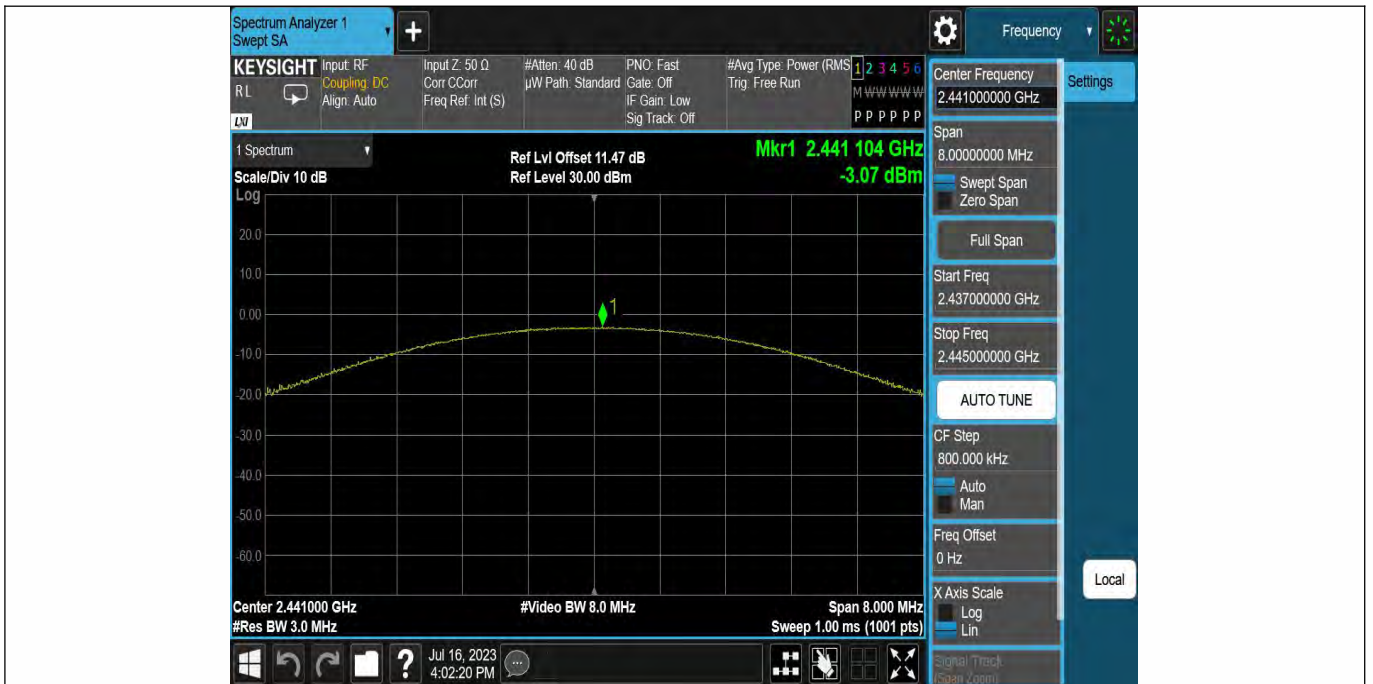 Spectrum Analyzer 1
Swept SA
+
Frequency
KEYSIGHT
RL
LXI
Input: RF
Coupling: DC
Align: Auto
Input Z: 50 Ω
Corr CCorr
Freq Ref: Int (S)
#Atten: 40 dB
µW Path: Standard
PNO: Fast
Gate: Off
IF Gain: Low
Sig Track: Off
#Avg Type: Power (RMS
Trig: Free Run
1 2 3 4 5 6
M W W W W W
P P P P P P
1 Spectrum
Scale/Div 10 dB
Log
Ref Lvl Offset 11.47 dB
Ref Level 30.00 dBm
Mkr1 2.441 104 GHz
-3.07 dBm
20.0
10.0
0.00
-10.0
-20.0
-30.0
-40.0
-50.0
-60.0
1
Center 2.441000 GHz
#Res BW 3.0 MHz
#Video BW 8.0 MHz
Span 8.000 MHz
Sweep 1.00 ms (1001 pts)
Center Frequency
2.441000000 GHz
Span
8.00000000 MHz
Swept Span
Zero Span
Full Span
Start Freq
2.437000000 GHz
Stop Freq
2.445000000 GHz
AUTO TUNE
CF Step
800.000 kHz
Auto
Man
Freq Offset
0 Hz
X Axis Scale
Log
Lin
Signal Track
(Span Zoom)
Settings
Local
?
Jul 16, 2023
4:02:20 PM